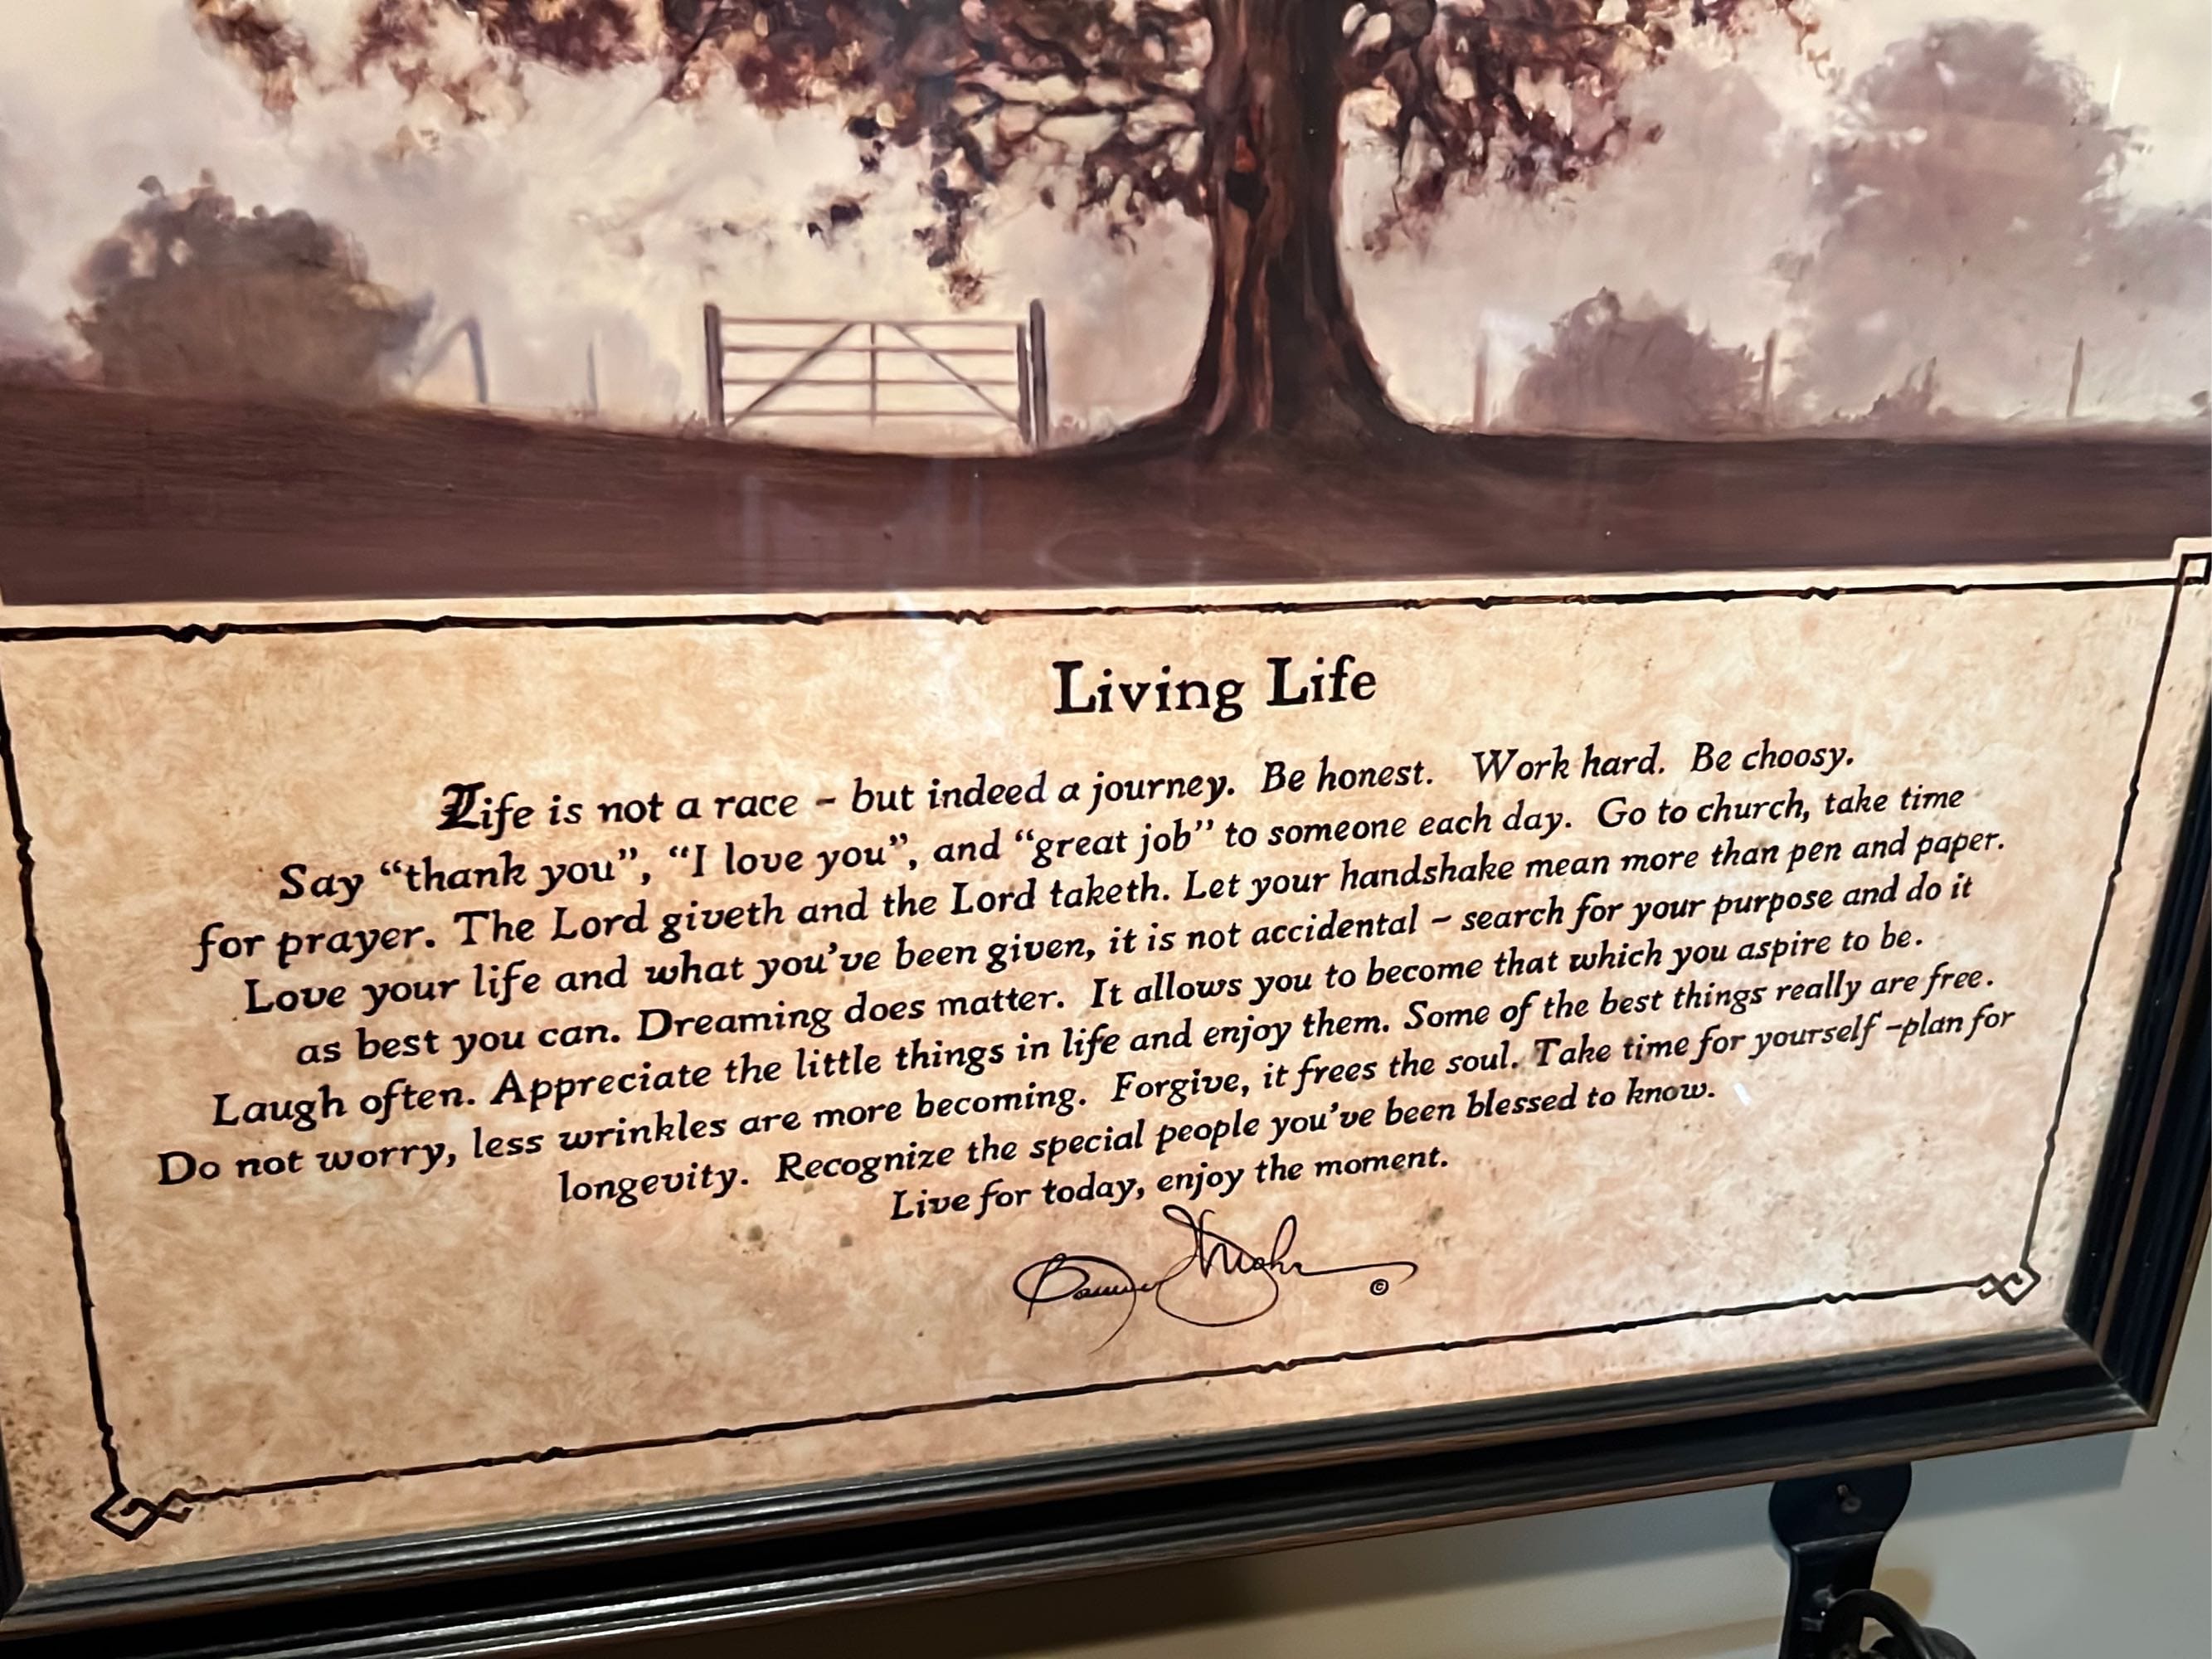 Living Life
Life is not a race - but indeed a journey. Be honest. Work hard. Be choosy.
Say “thank you”, “I love you”, and “great job” to someone each day. Go to church, take time
for prayer. The Lord giveth and the Lord taketh. Let your handshake mean more than pen and paper.
Love your life and what you've been given, it is not accidental - search for your purpose and do it
as best you can. Dreaming does matter. It allows you to become that which you aspire to be.
Laugh often. Appreciate the little things in life and enjoy them. Some of the best things really are free.
Do not worry, less wrinkles are more becoming. Forgive, it frees the soul. Take time for yourself -plan for
longevity. Recognize the special people you've been blessed to know.
Live for today, enjoy the moment.
©